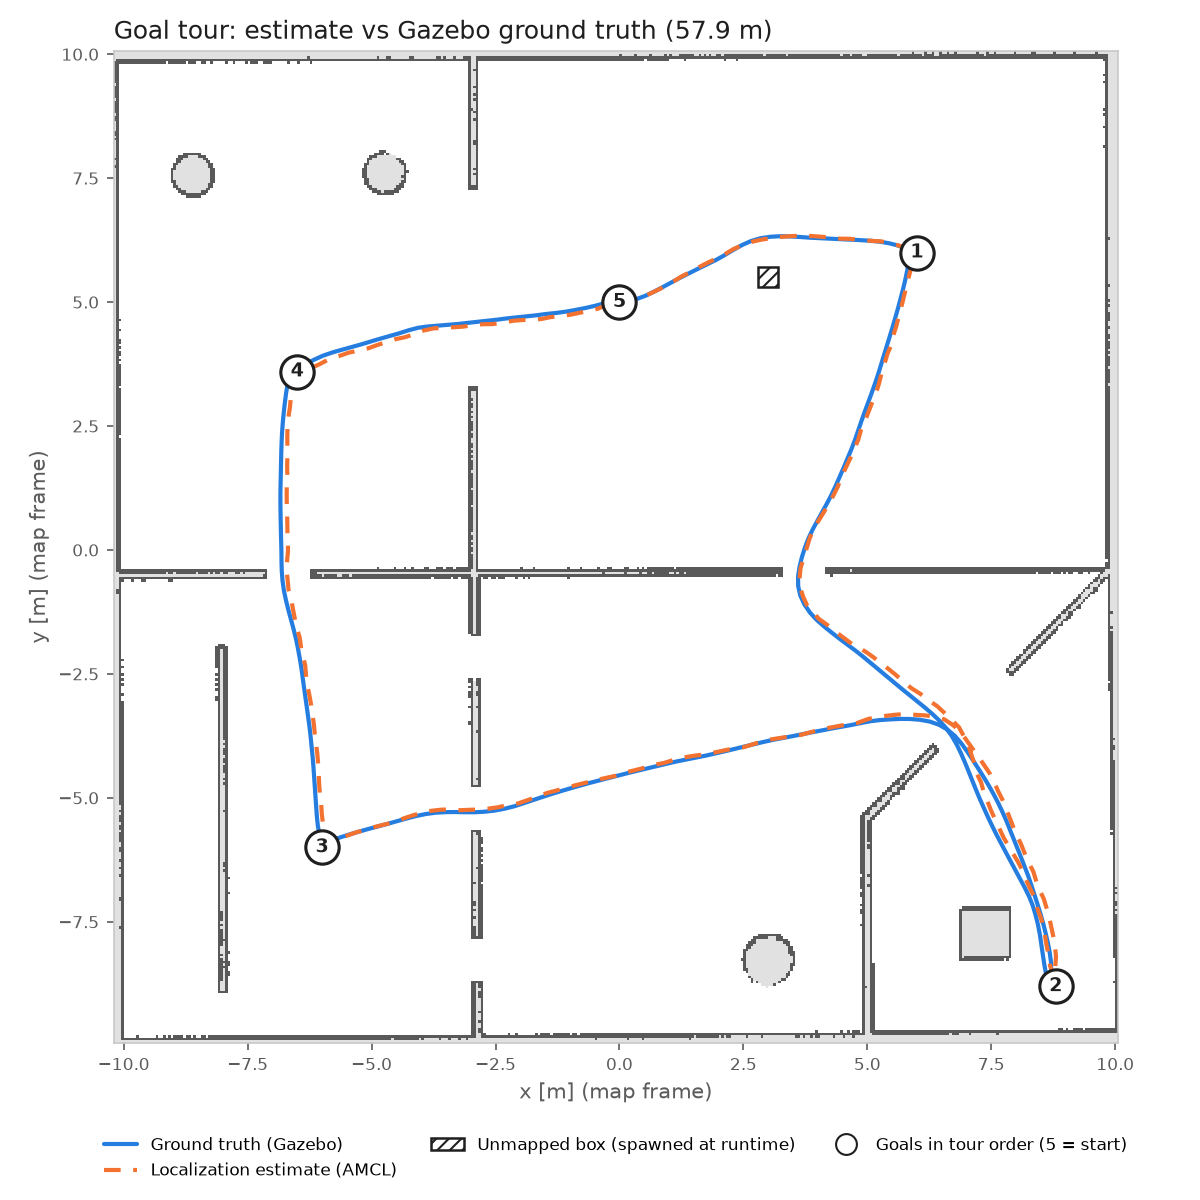 Goal tour: estimate vs Gazebo ground truth (57.9 m)
10.0
7.5
5.0
2.5
0.0
−2.5
−5.0
−7.5
y [m] (map frame)
1
5
4
3
2
−10.0 −7.5 −5.0 −2.5 0.0 2.5 5.0 7.5 10.0
x [m] (map frame)
Ground truth (Gazebo) Unmapped box (spawned at runtime) Goals in tour order (5 = start)
Localization estimate (AMCL)